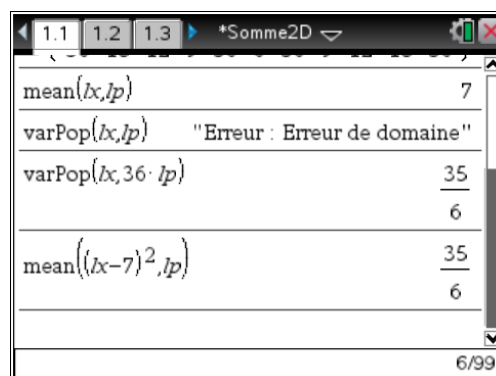 1.1 1.2 1.3 *Somme2D
mean(lx,lp) 7
varPop(lx,lp) "Erreur : Erreur de domaine"
varPop(lx,36·lp) 35/6
mean((lx-7)²,lp) 35/6
6/99